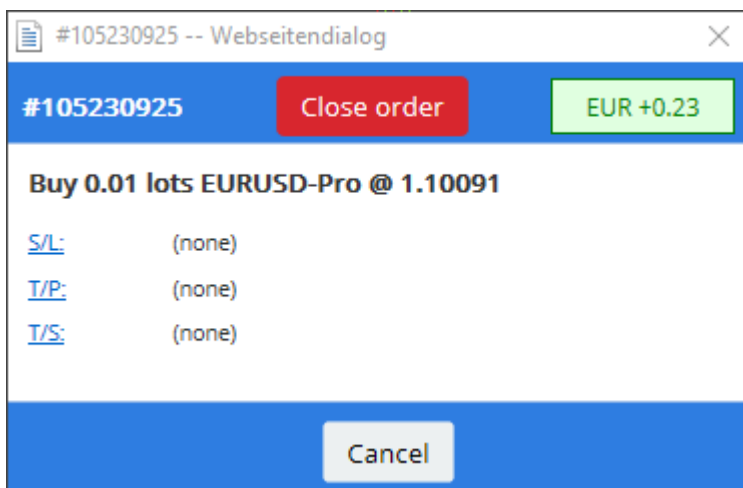 #105230925 -- Webseitendialog
#105230925 Close order EUR +0.23
Buy 0.01 lots EURUSD-Pro @ 1.10091
S/L: (none)
T/P: (none)
T/S: (none)
Cancel